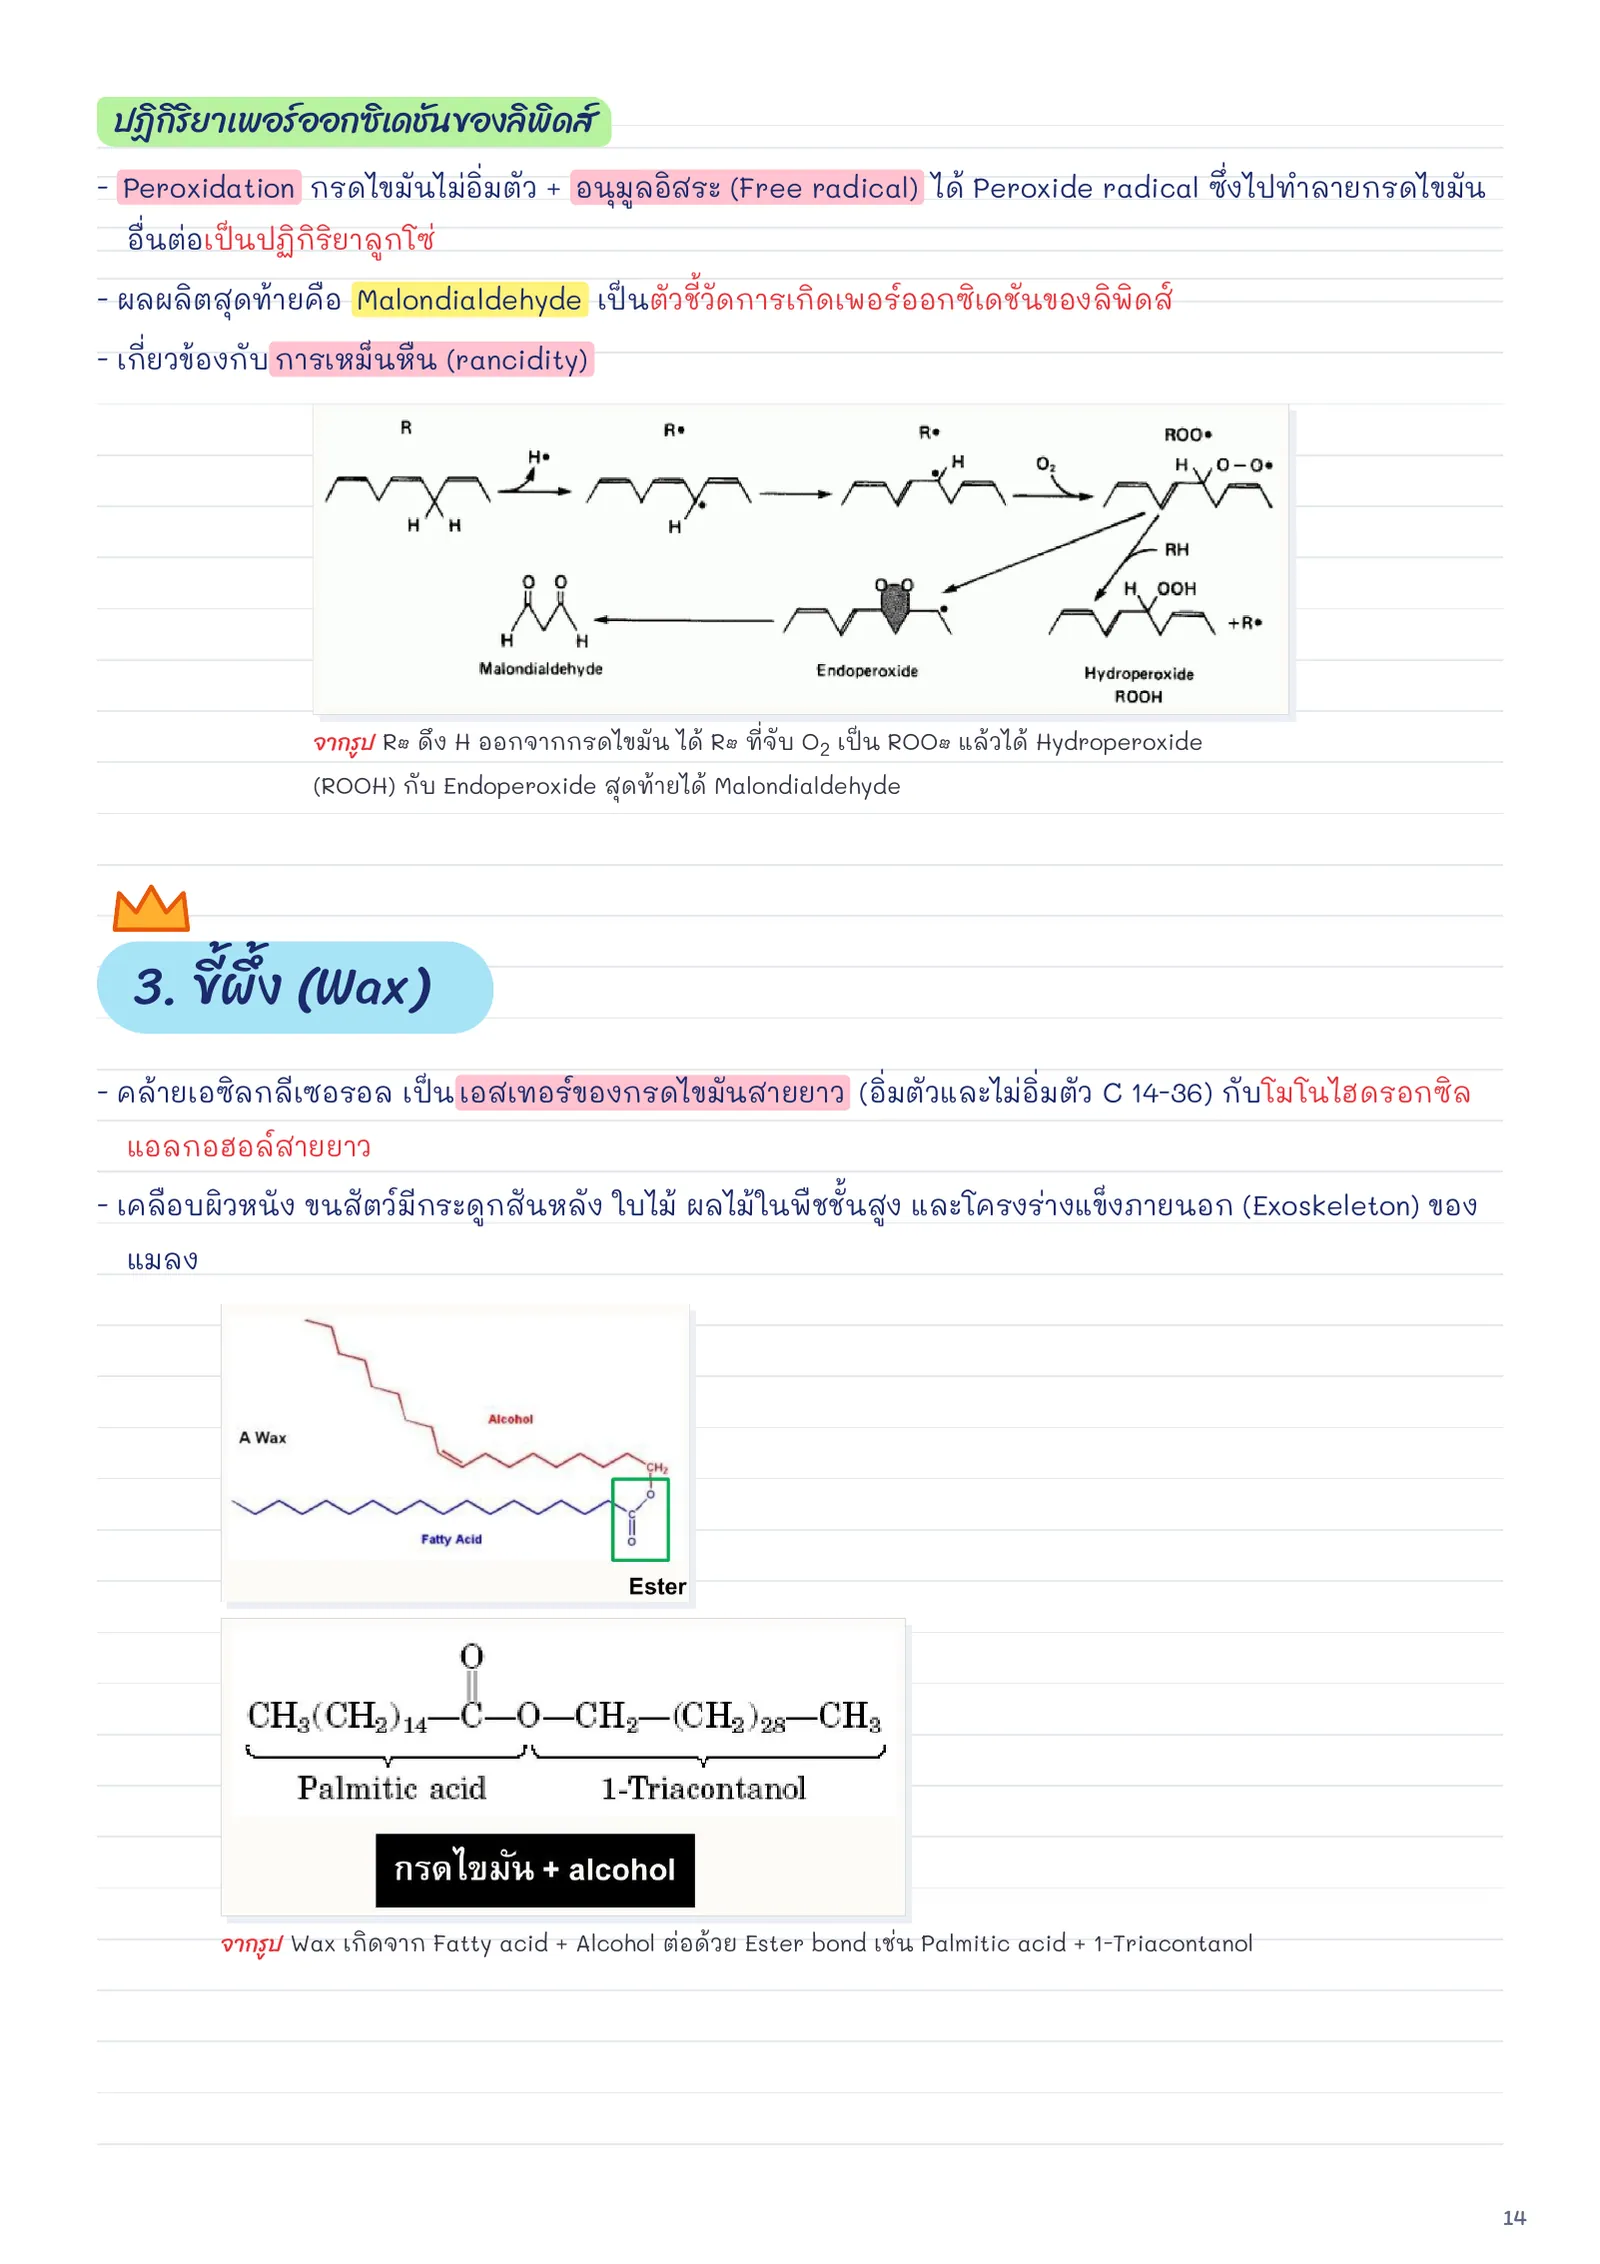 ปฏิกิริยาเพอร์ออกซิเดชันของลิพิดส์
- Peroxidation กรดไขมันไม่อิ่มตัว + อนุมูลอิสระ (Free radical) ได้ Peroxide radical ซึ่งไปทำลายกรดไขมัน
อื่นต่อเป็นปฏิกิริยาลูกโซ่
- ผลผลิตสุดท้ายคือ Malondialdehyde เป็นตัวชี้วัดการเกิดเพอร์ออกซิเดชันของลิพิดส์
- เกี่ยวข้องกับการเหม็นหืน (rancidity)
R R• R• ROO•
H• H O₂ H O–O•
H H H
RH
O O O O H OOH
H H +R•
Malondialdehyde Endoperoxide Hydroperoxide
ROOH
จากรูป R• ดึง H ออกจากกรดไขมัน ได้ R• ที่จับ O₂ เป็น ROO• แล้วได้ Hydroperoxide
(ROOH) กับ Endoperoxide สุดท้ายได้ Malondialdehyde
3. ขี้ผึ้ง (Wax)
- คล้ายเอซิลกลีเซอรอล เป็นเอสเทอร์ของกรดไขมันสายยาว (อิ่มตัวและไม่อิ่มตัว C 14-36) กับโมโนไฮดรอกซิล
แอลกอฮอล์สายยาว
- เคลือบผิวหนัง ขนสัตว์มีกระดูกสันหลัง ใบไม้ ผลไม้ในพืชชั้นสูง และโครงร่างแข็งภายนอก (Exoskeleton) ของ
แมลง
Alcohol
A Wax
CH₂
O
C
Fatty Acid O
Ester
O
CH₃(CH₂)₁₄—C—O—CH₂—(CH₂)₂₈—CH₃
Palmitic acid 1-Triacontanol
กรดไขมัน + alcohol
จากรูป Wax เกิดจาก Fatty acid + Alcohol ต่อด้วย Ester bond เช่น Palmitic acid + 1-Triacontanol
14